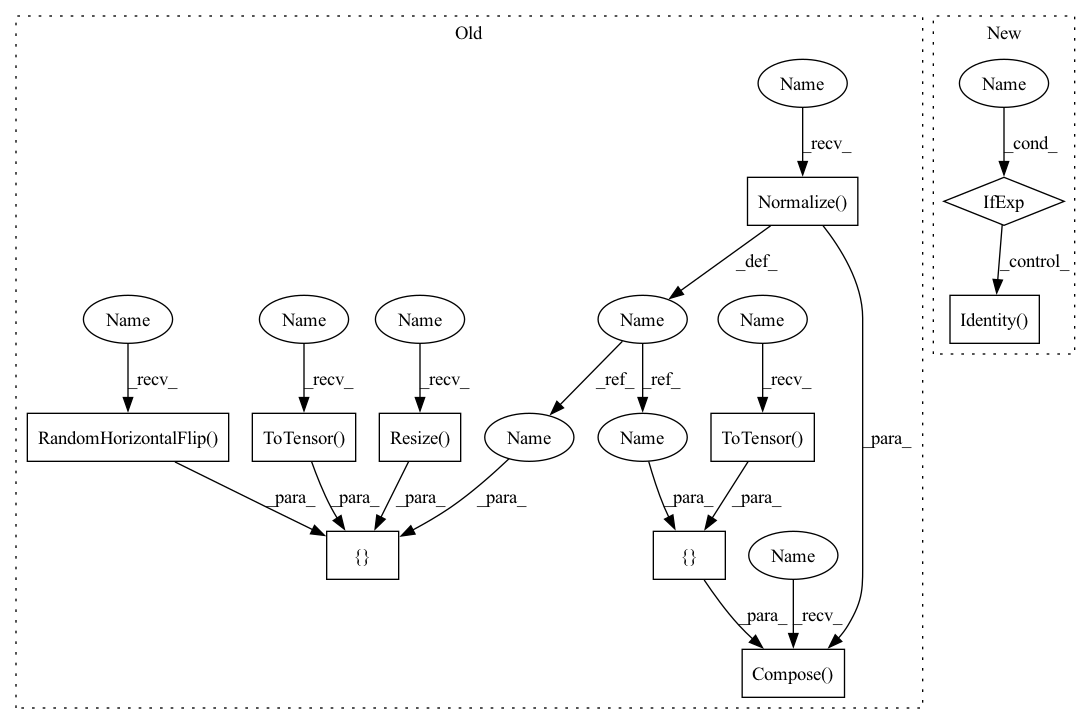 Old
New
Name
Name
_recv_
_cond_
Normalize()
IfExp
_def_
_control_
Name
Name
Name
Name
Name
Identity()
_recv_
_recv_
_recv_
_ref_
_ref_
_recv_
RandomHorizontalFlip()
ToTensor()
Resize()
Name
Name
ToTensor()
_para_
_para_
_para_
_para_
_para_
_para_
_para_
{}
{}
Name
_para_
_recv_
Compose()